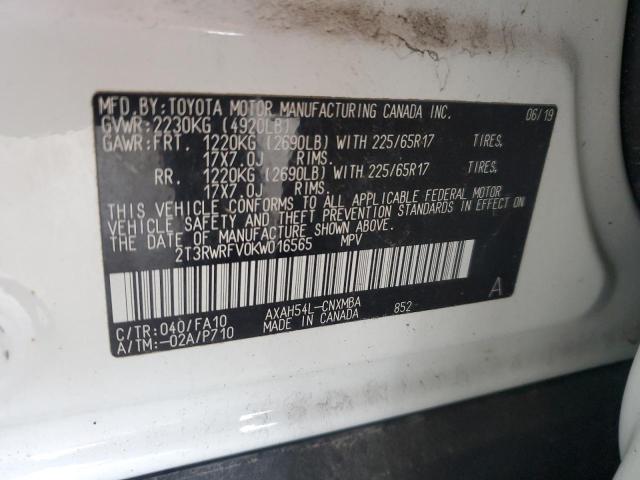 MFD.BY:TOYOTA MOTOR MANUFACTURING CANADA INC. 06/19
GVWR:2230KG (4920LB)
GAWR:FRT. 1220KG (2690LB) WITH 225/65R17 TIRES.
17X7.0J RIMS.
RR. 1220KG (2690LB) WITH 225/65R17 TIRES.
17X7.0J RIMS.
THIS VEHICLE CONFORMS TO ALL APPLICABLE FEDERAL MOTOR
VEHICLE SAFETY AND THEFT PREVENTION STANDARDS IN EFFECT ON
THE DATE OF MANUFACTURE SHOWN ABOVE.
2T3RWRFV0KW016565 MPV
C/TR:040/FA10 AXAH54L-CNXMBA 852 A
A/TM:-02A/P710 MADE IN CANADA